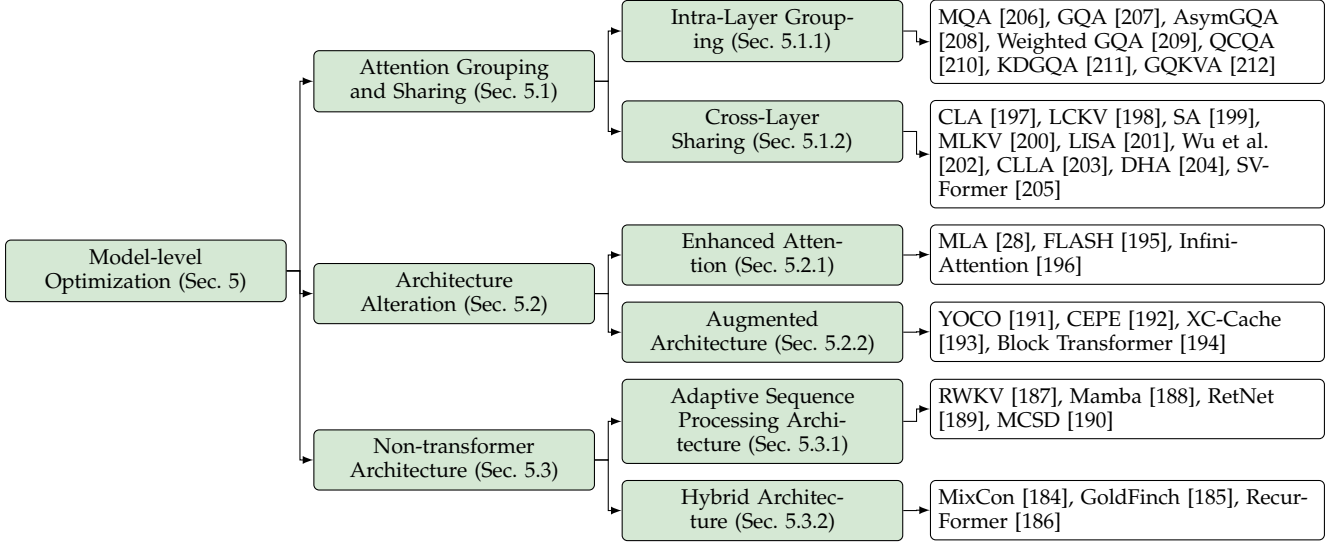 Model-level
Optimization (Sec. 5)
Attention Grouping
and Sharing (Sec. 5.1)
Intra-Layer Group-
ing (Sec. 5.1.1)
MQA [206], GQA [207], AsymGQA
[208], Weighted GQA [209], QCQA
[210], KDGQA [211], GQKVA [212]
Cross-Layer
Sharing (Sec. 5.1.2)
CLA [197], LCKV [198], SA [199],
MLKV [200], LISA [201], Wu et al.
[202], CLLA [203], DHA [204], SV-
Former [205]
Architecture
Alteration (Sec. 5.2)
Enhanced Atten-
tion (Sec. 5.2.1)
MLA [28], FLASH [195], Infini-
Attention [196]
Augmented
Architecture (Sec. 5.2.2)
YOCO [191], CEPE [192], XC-Cache
[193], Block Transformer [194]
Non-transformer
Architecture (Sec. 5.3)
Adaptive Sequence
Processing Archi-
tecture (Sec. 5.3.1)
RWKV [187], Mamba [188], RetNet
[189], MCSD [190]
Hybrid Architec-
ture (Sec. 5.3.2)
MixCon [184], GoldFinch [185], Recur-
Former [186]